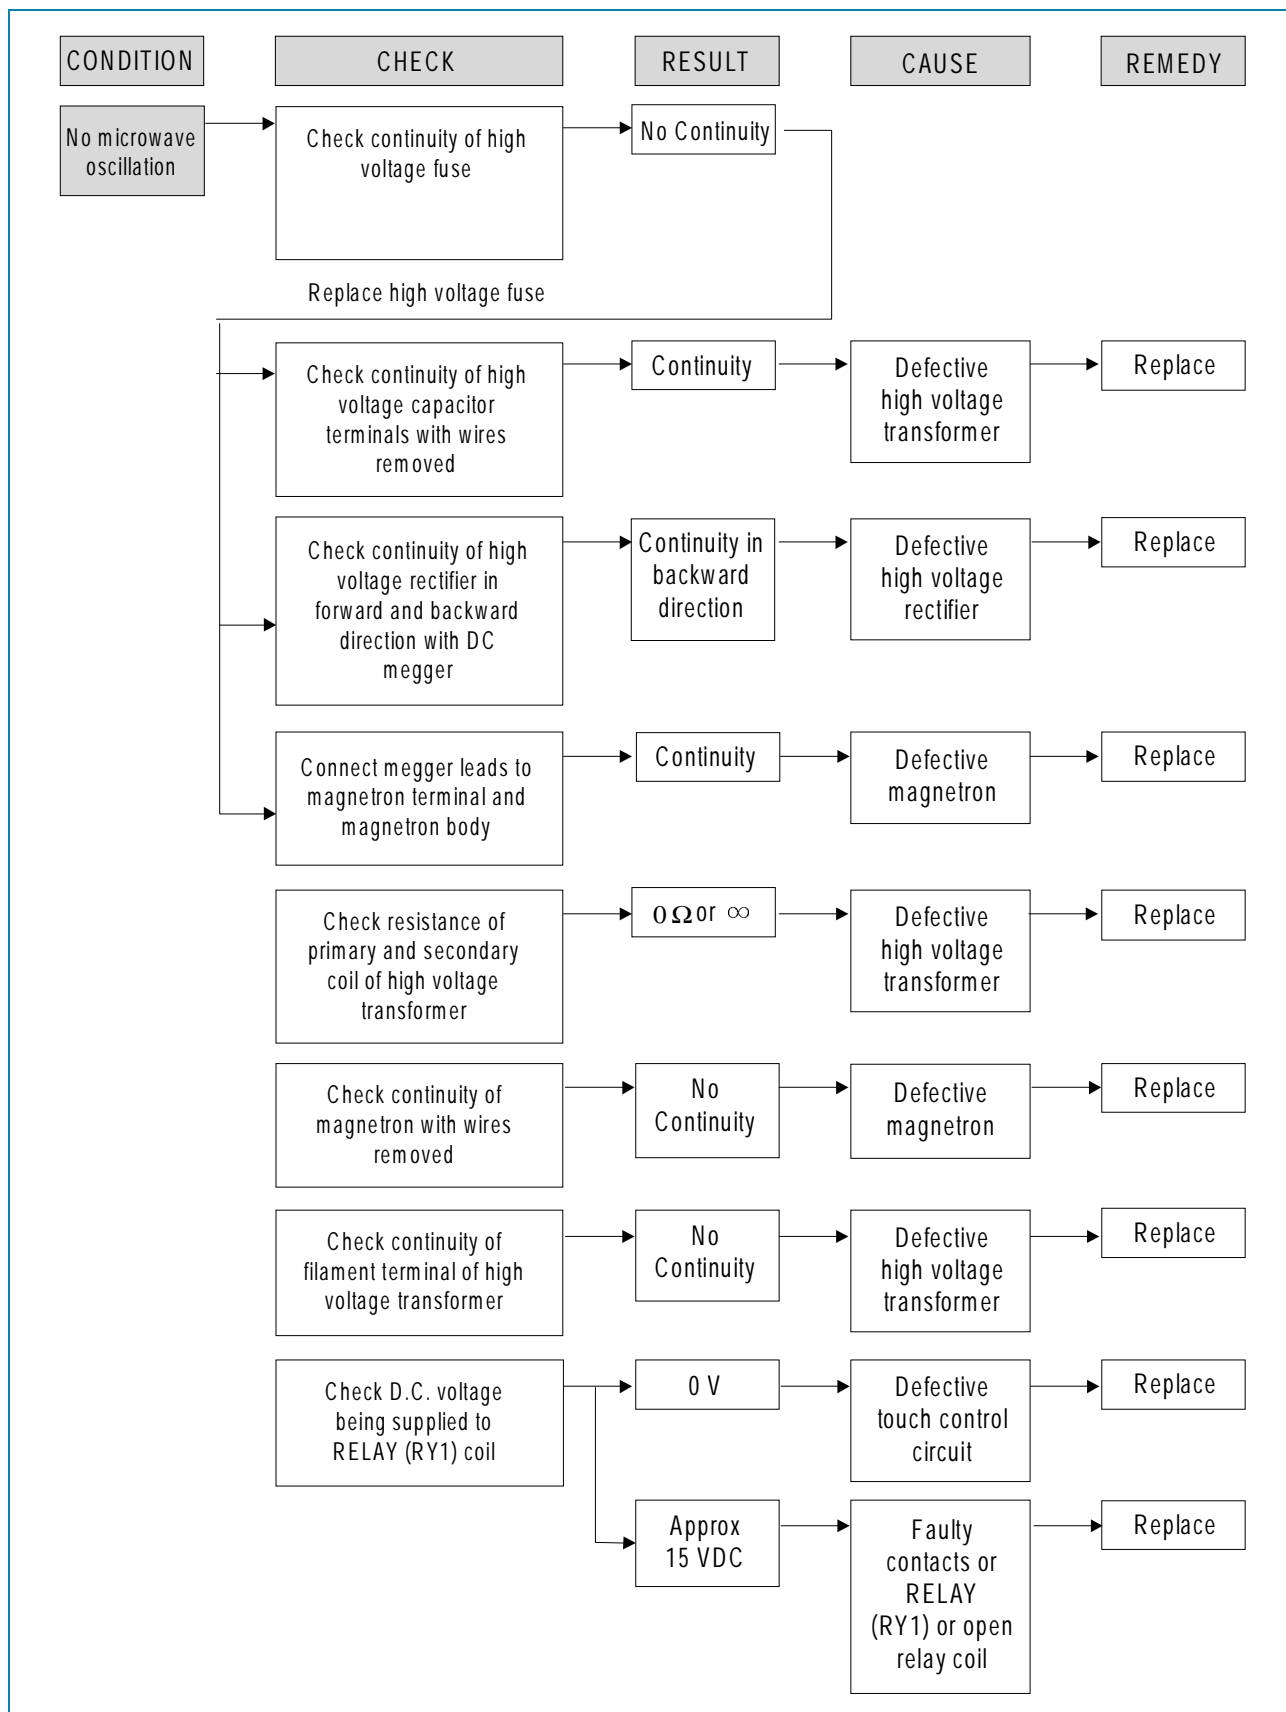 CONDITION
CHECK
RESULT
CAUSE
REMEDY
No microwave
oscillation
Check continuity of high
voltage fuse
No Continuity
Replace high voltage fuse
Check continuity of high
voltage capacitor
terminals with wires
removed
Continuity
Defective
high voltage
transformer
Replace
Check continuity of high
voltage rectifier in
forward and backward
direction with DC
megger
Continuity in
backward
direction
Defective
high voltage
rectifier
Replace
Connect megger leads to
magnetron terminal and
magnetron body
Continuity
Defective
magnetron
Replace
Check resistance of
primary and secondary
coil of high voltage
transformer
0 Ω or ∞
Defective
high voltage
transformer
Replace
Check continuity of
magnetron with wires
removed
No
Continuity
Defective
magnetron
Replace
Check continuity of
filament terminal of high
voltage transformer
No
Continuity
Defective
high voltage
transformer
Replace
Check D.C. voltage
being supplied to
RELAY (RY1) coil
0 V
Defective
touch control
circuit
Replace
Approx
15 VDC
Faulty
contacts or
RELAY
(RY1) or open
relay coil
Replace